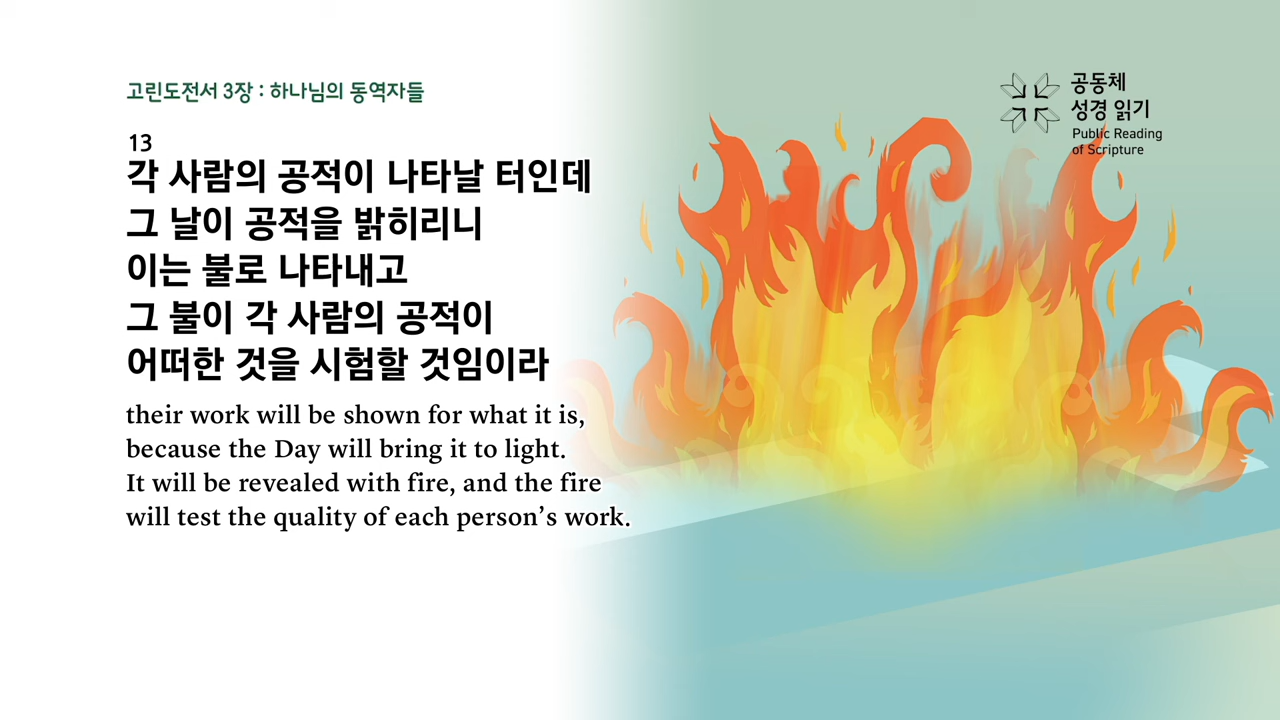 고린도전서 3장 : 하나님의 동역자들
공동체
성경 읽기
Public Reading
of Scripture
13
각 사람의 공적이 나타날 터인데
그 날이 공적을 밝히리니
이는 불로 나타내고
그 불이 각 사람의 공적이
어떠한 것을 시험할 것임이라
their work will be shown for what it is,
because the Day will bring it to light.
It will be revealed with fire, and the fire
will test the quality of each person’s work.